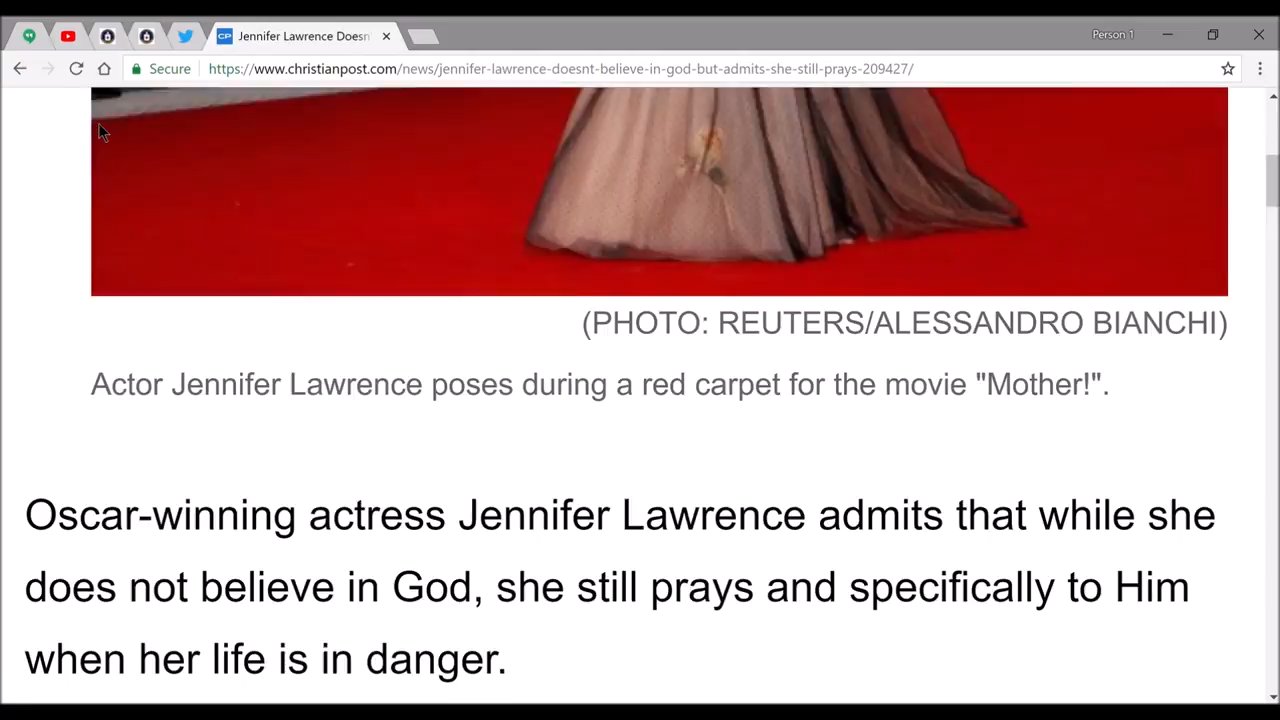 Jennifer Lawrence Doesn
Person 1
Secure
https://www.christianpost.com/news/jennifer-lawrence-doesnt-believe-in-god-but-admits-she-still-prays-209427/
(PHOTO: REUTERS/ALESSANDRO BIANCHI)
Actor Jennifer Lawrence poses during a red carpet for the movie "Mother!".
Oscar-winning actress Jennifer Lawrence admits that while she
does not believe in God, she still prays and specifically to Him
when her life is in danger.